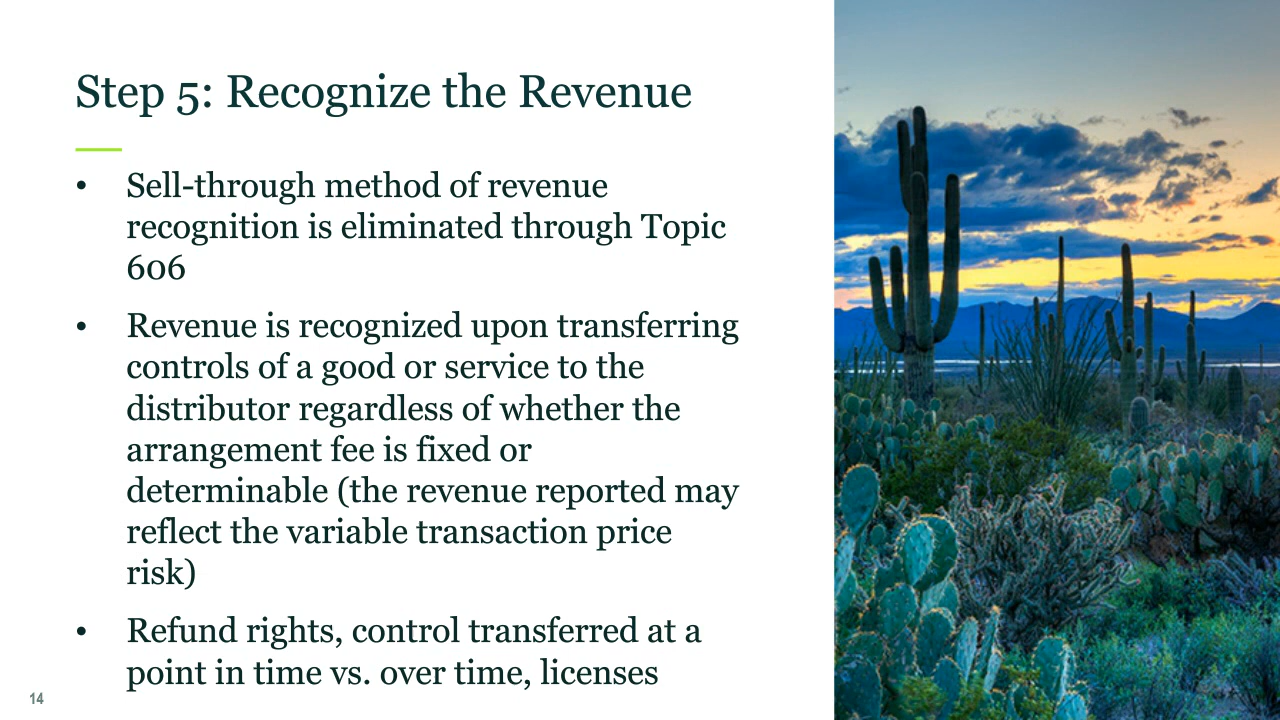 Step 5: Recognize the Revenue
• Sell-through method of revenue
recognition is eliminated through Topic
606
• Revenue is recognized upon transferring
controls of a good or service to the
distributor regardless of whether the
arrangement fee is fixed or
determinable (the revenue reported may
reflect the variable transaction price
risk)
• Refund rights, control transferred at a
point in time vs. over time, licenses
14